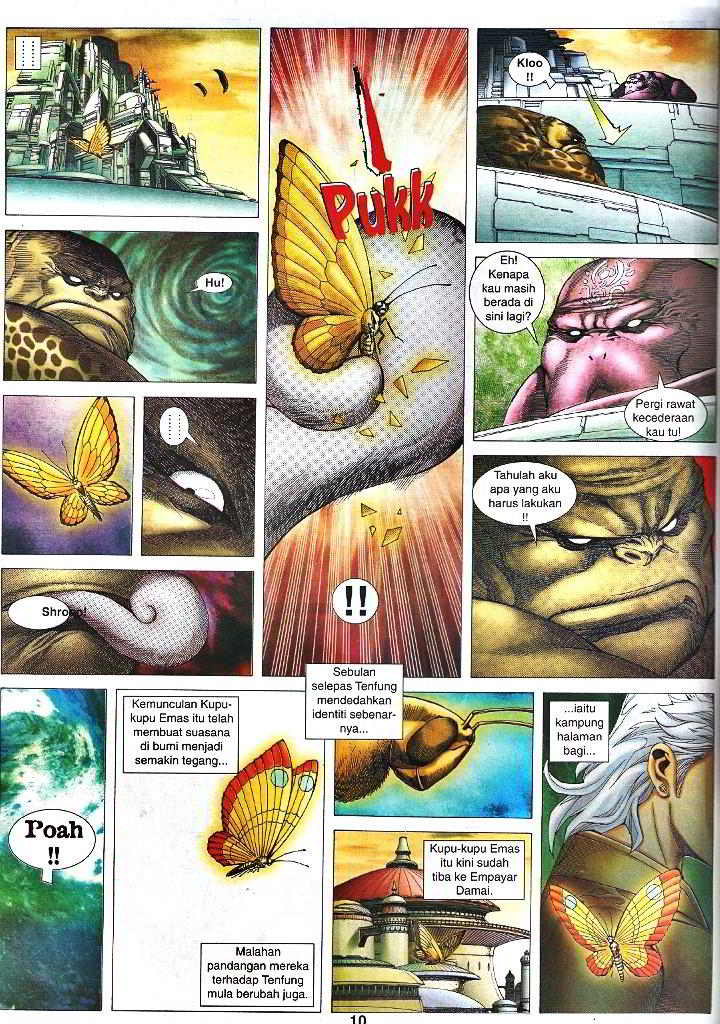 Hu!
Shrooo!
Pukk
!!
Kloo
!!
Eh!
Kenapa
kau masih
berada di
sini lagi?
Pergi rawat
kecederaan
kau tu!
Tahulah aku
apa yang aku
harus lakukan
!!
Poah
!!
Kemunculan Kupu-
kupu Emas itu telah
membuat suasana
di bumi menjadi
semakin tegang...
Malahan
pandangan mereka
terhadap Tenfung
mula berubah juga.
Sebulan
selepas Tenfung
mendedahkan
identiti sebenar-
nya...
Kupu-kupu Emas
itu kini sudah
tiba ke Empayar
Damai.
...iaitu
kampung
halaman
bagi...
10